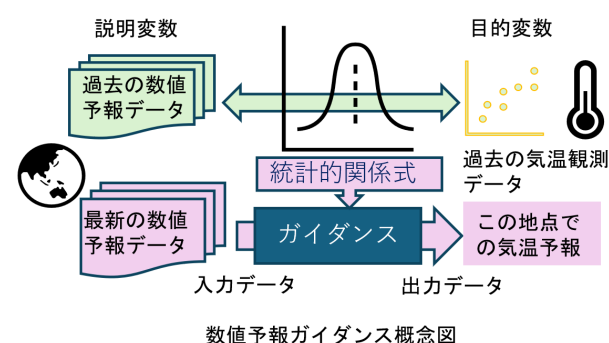 説明変数
目的変数
過去の数値
予報データ
過去の気温観測
データ
統計的関係式
最新の数値
予報データ
ガイダンス
この地点で
の気温予報
入力データ
出力データ
数値予報ガイダンス概念図